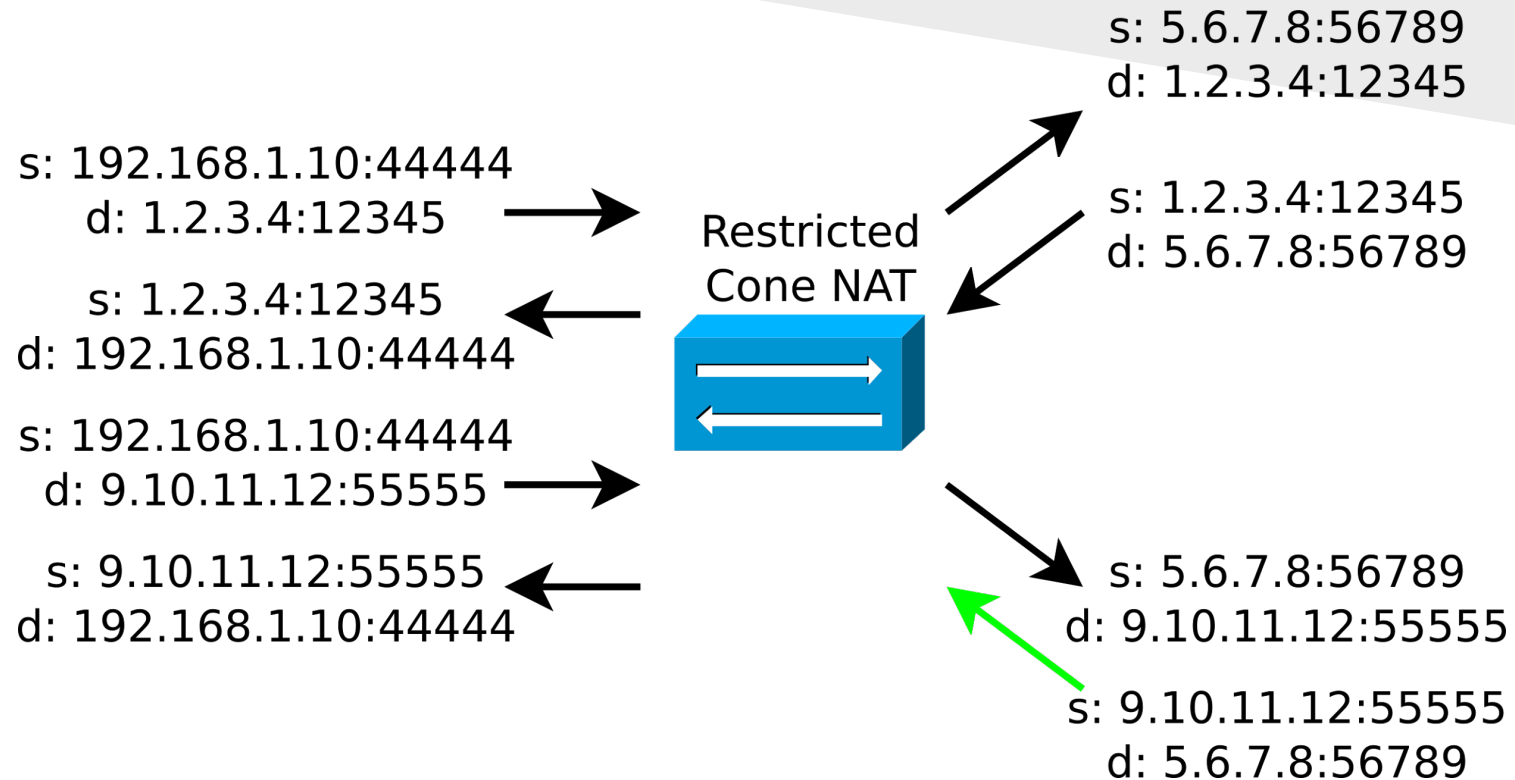 s: 192.168.1.10:44444
d: 1.2.3.4:12345
s: 1.2.3.4:12345
d: 192.168.1.10:44444
s: 192.168.1.10:44444
d: 9.10.11.12:55555
s: 9.10.11.12:55555
d: 192.168.1.10:44444
Restricted
Cone NAT
s: 5.6.7.8:56789
d: 1.2.3.4:12345
s: 1.2.3.4:12345
d: 5.6.7.8:56789
s: 5.6.7.8:56789
d: 9.10.11.12:55555
s: 9.10.11.12:55555
d: 5.6.7.8:56789